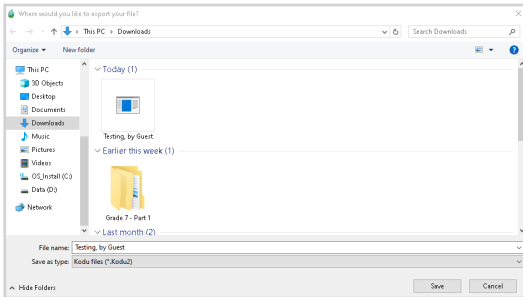 Where would you like to export your file?
This PC > Downloads
Search Downloads
Organize
New folder
This PC
3D Objects
Desktop
Documents
Downloads
Music
Pictures
Videos
OS_Install (C:)
Data (D:)
Network
Today (1)
Testing, by Guest
Earlier this week (1)
Grade 7 - Part 1
Last month (2)
File name: Testing, by Guest
Save as type: Kodu files (*.Kodu2)
Hide Folders
Save
Cancel